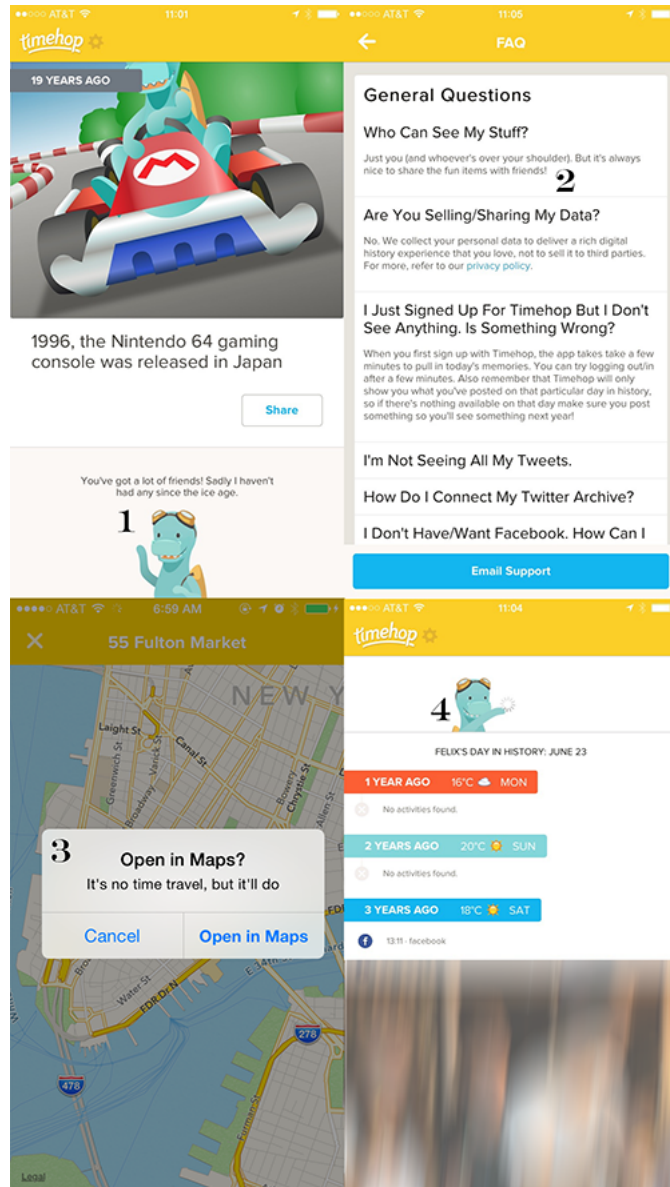 AT&T
11:01
timehop
19 YEARS AGO
M
1996, the Nintendo 64 gaming
console was released in Japan
Share
You've got a lot of friends! Sadly I haven't
had any since the ice age.
1
AT&T
11:05
FAQ
General Questions
Who Can See My Stuff?
Just you (and whoever's over your shoulder). But it's always
nice to share the fun items with friends!
2
Are You Selling/Sharing My Data?
No. We collect your personal data to deliver a rich digital
history experience that you love, not to sell it to third parties.
For more, refer to our privacy policy.
I Just Signed Up For Timehop But I Don't
See Anything. Is Something Wrong?
When you first sign up with Timehop, the app takes take a few
minutes to pull in today's memories. You can try logging out/in
after a few minutes. Also remember that Timehop will only
show you what you've posted on that particular day in history,
so if there's nothing available on that day make sure you post
something so you'll see something next year!
I'm Not Seeing All My Tweets.
How Do I Connect My Twitter Archive?
I Don't Have/Want Facebook. How Can I
Email Support
AT&T
6:59 AM
55 Fulton Market
NEW Y
Laight St
Canal St
Greenwich St
Varick St
Broadway
Bowery
Chrystie St
Allen St
3
Open in Maps?
It's no time travel, but it'll do
Cancel
Open in Maps
Water St
FDR Dr N
E 34th St
278
478
Furman St
Legal
AT&T
11:04
timehop
4
FELIX'S DAY IN HISTORY: JUNE 23
1 YEAR AGO 16°C MON
No activities found.
2 YEARS AGO 20°C SUN
No activities found.
3 YEARS AGO 18°C SAT
f
13:11 · facebook